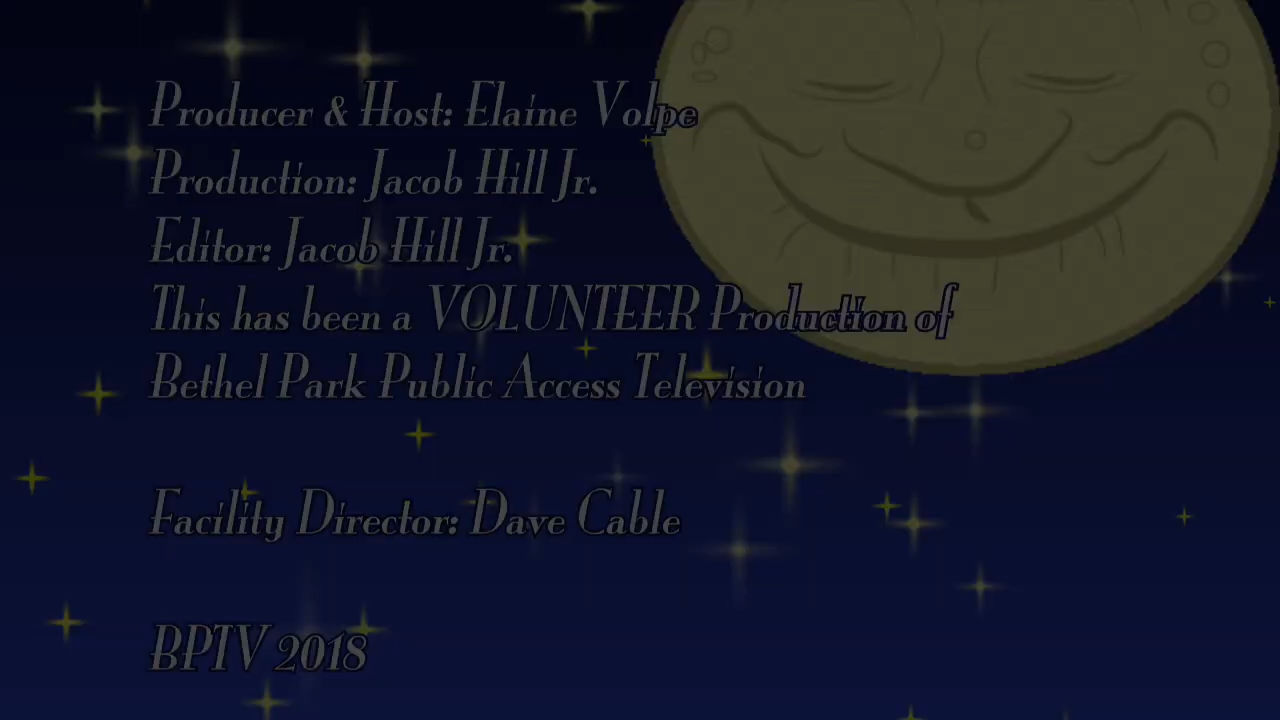 Producer & Host: Elaine Volpe
Production: Jacob Hill Jr.
Editor: Jacob Hill Jr.
This has been a VOLUNTEER Production of
Bethel Park Public Access Television
Facility Director: Dave Cable
BPTV 2018